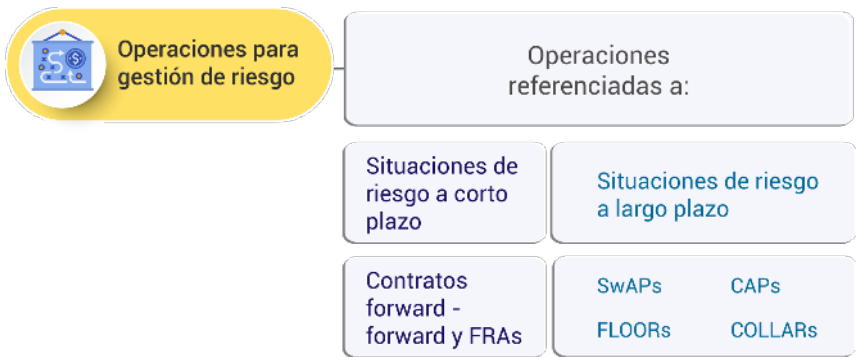 Operaciones para
gestión de riesgo
Operaciones
referenciadas a:
Situaciones de
riesgo a corto
plazo
Situaciones de riesgo
a largo plazo
Contratos
forward -
forward y FRAs
SwAPs
CAPs
FLOORs
COLLARs